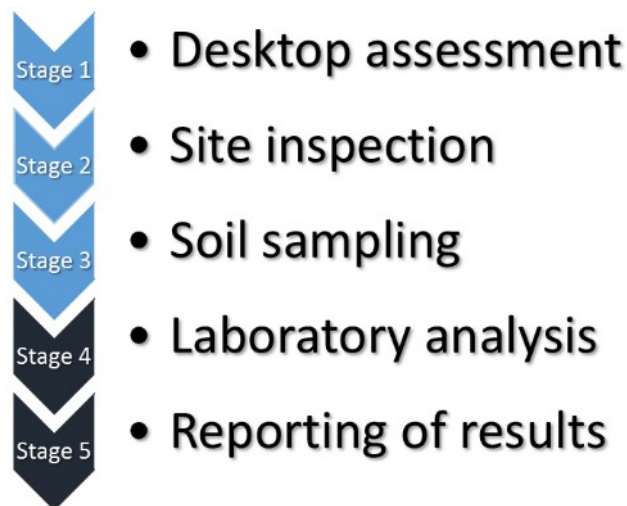 Stage 1 • Desktop assessment
Stage 2 • Site inspection
Stage 3 • Soil sampling
Stage 4 • Laboratory analysis
Stage 5 • Reporting of results